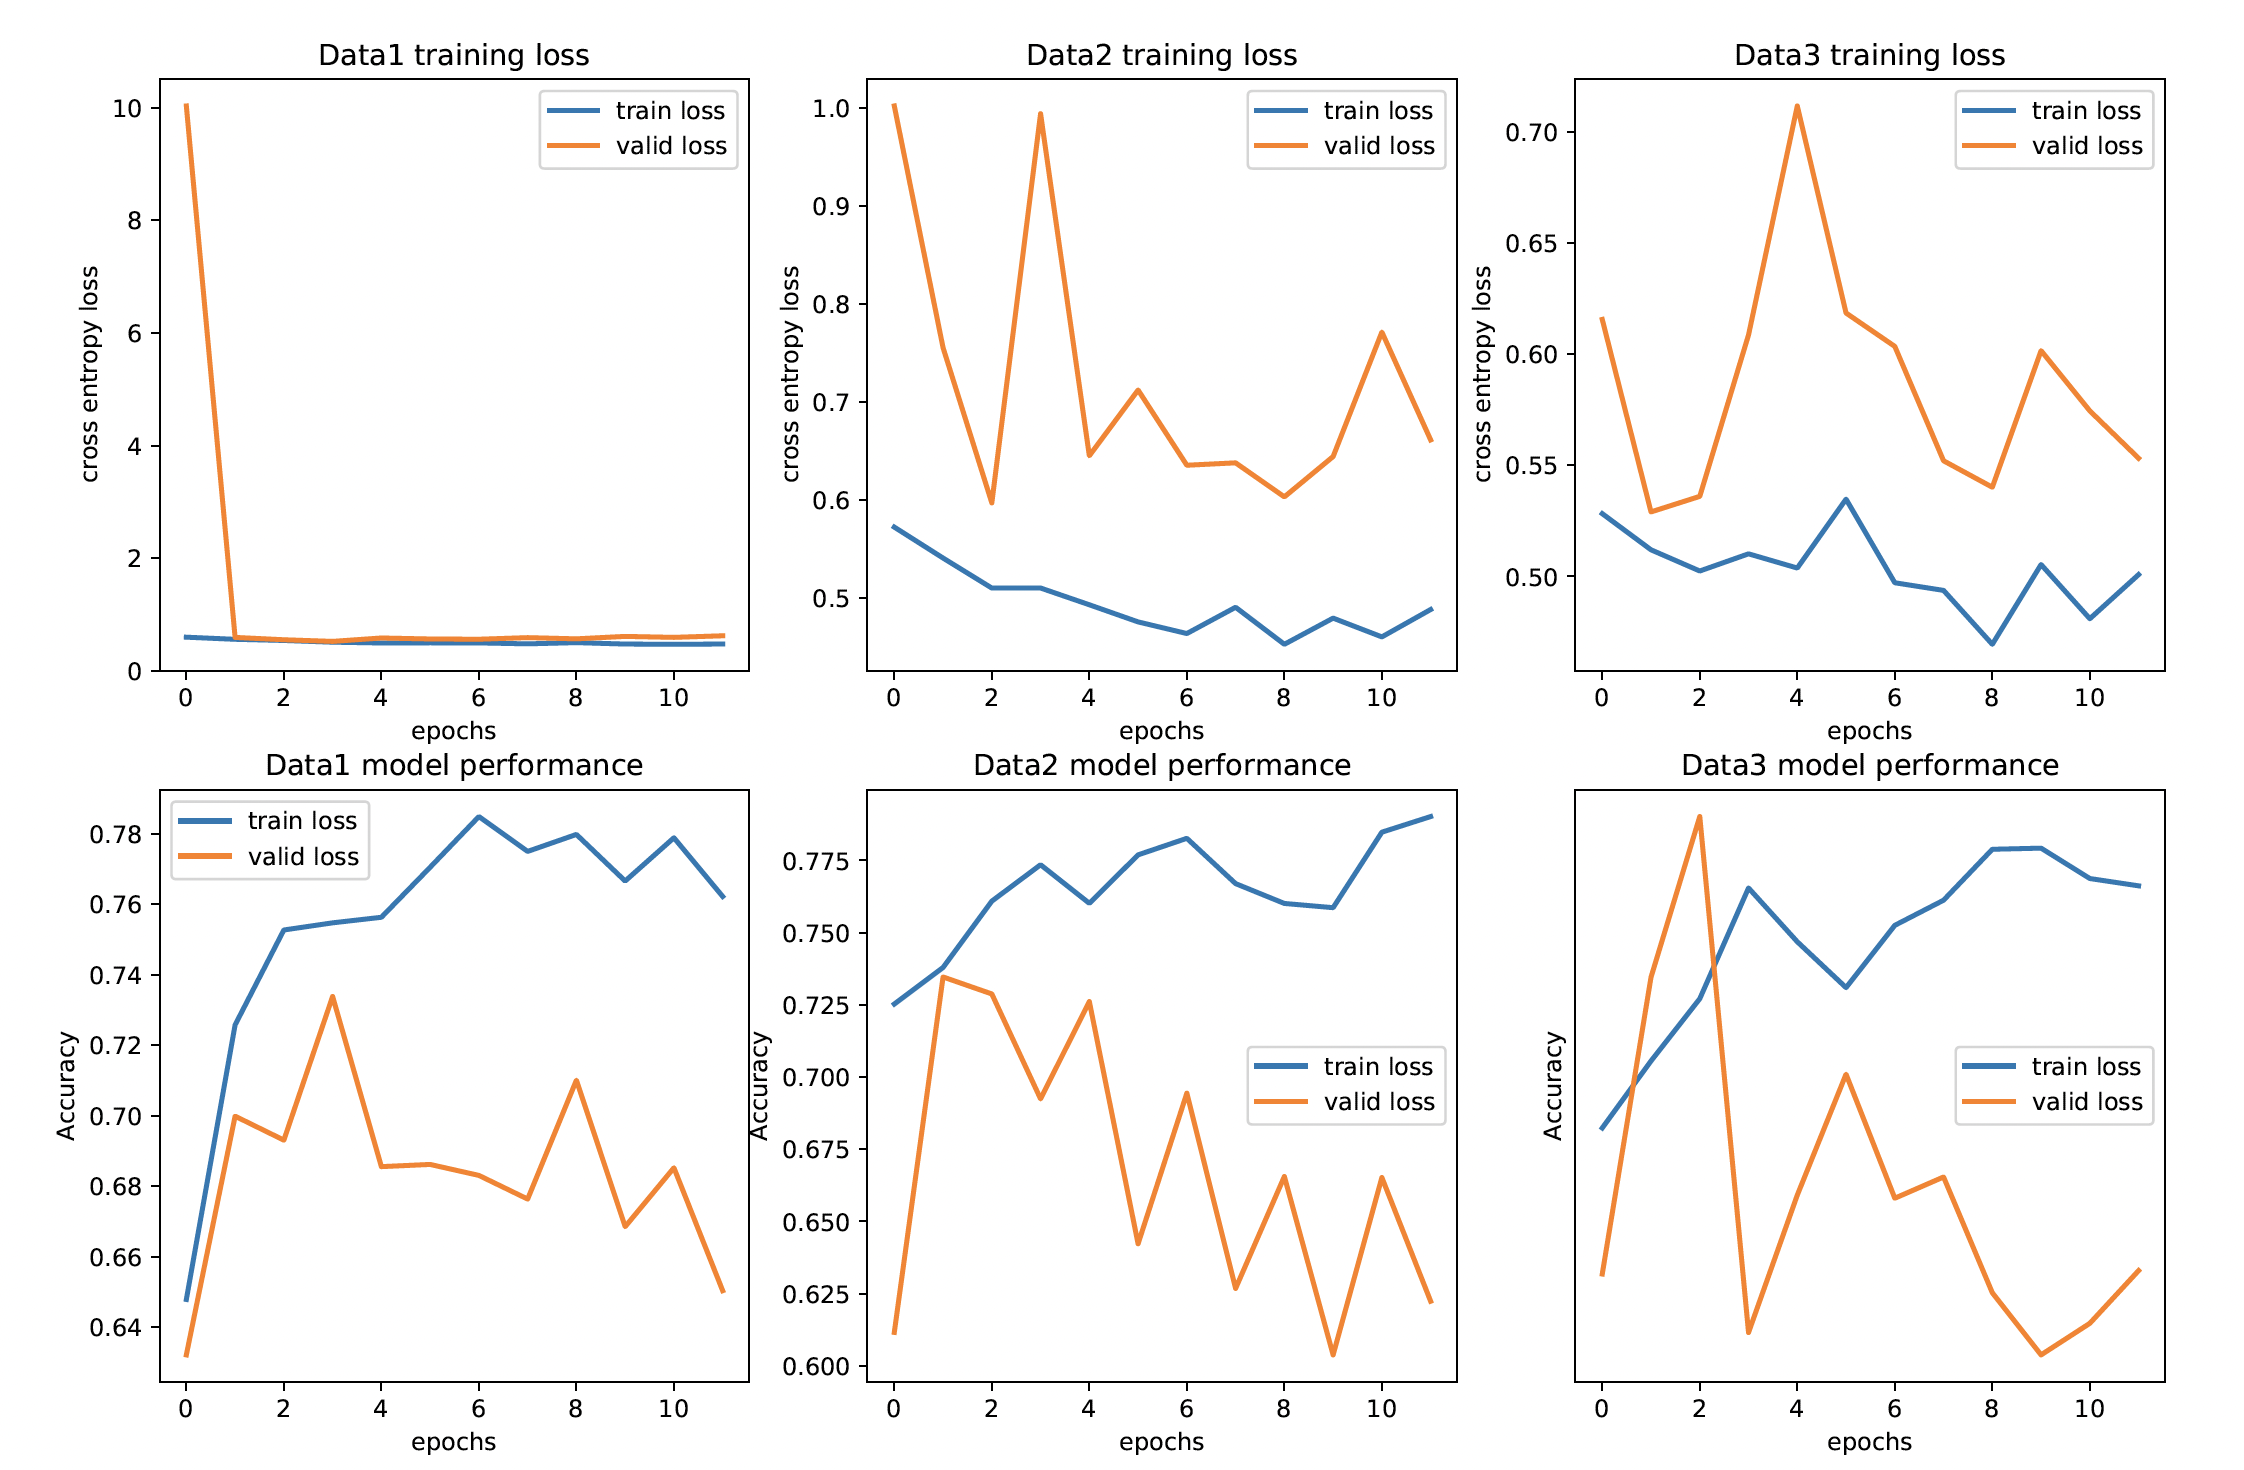 Data1 training loss
10
8
6
4
2
0
cross entropy loss
train loss
valid loss
0 2 4 6 8 10
epochs
Data2 training loss
1.0
0.9
0.8
0.7
0.6
0.5
cross entropy loss
train loss
valid loss
0 2 4 6 8 10
epochs
Data3 training loss
0.70
0.65
0.60
0.55
0.50
cross entropy loss
train loss
valid loss
0 2 4 6 8 10
epochs
Data1 model performance
0.78
0.76
0.74
0.72
0.70
0.68
0.66
0.64
Accuracy
train loss
valid loss
0 2 4 6 8 10
epochs
Data2 model performance
0.775
0.750
0.725
0.700
0.675
0.650
0.625
0.600
Accuracy
train loss
valid loss
0 2 4 6 8 10
epochs
Data3 model performance
Accuracy
train loss
valid loss
0 2 4 6 8 10
epochs